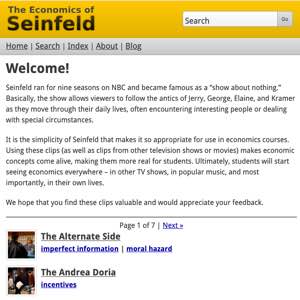 The Economics of
Seinfeld
Search
Go
Home | Search | Index | About | Blog
Welcome!
Seinfeld ran for nine seasons on NBC and became famous as a “show about nothing.”
Basically, the show allows viewers to follow the antics of Jerry, George, Elaine, and Kramer
as they move through their daily lives, often encountering interesting people or dealing
with special circumstances.
It is the simplicity of Seinfeld that makes it so appropriate for use in economics courses.
Using these clips (as well as clips from other television shows or movies) makes economic
concepts come alive, making them more real for students. Ultimately, students will start
seeing economics everywhere – in other TV shows, in popular music, and most
importantly, in their own lives.
We hope that you find these clips valuable and would appreciate your feedback.
Page 1 of 7 | Next »
The Alternate Side
imperfect information | moral hazard
The Andrea Doria
incentives